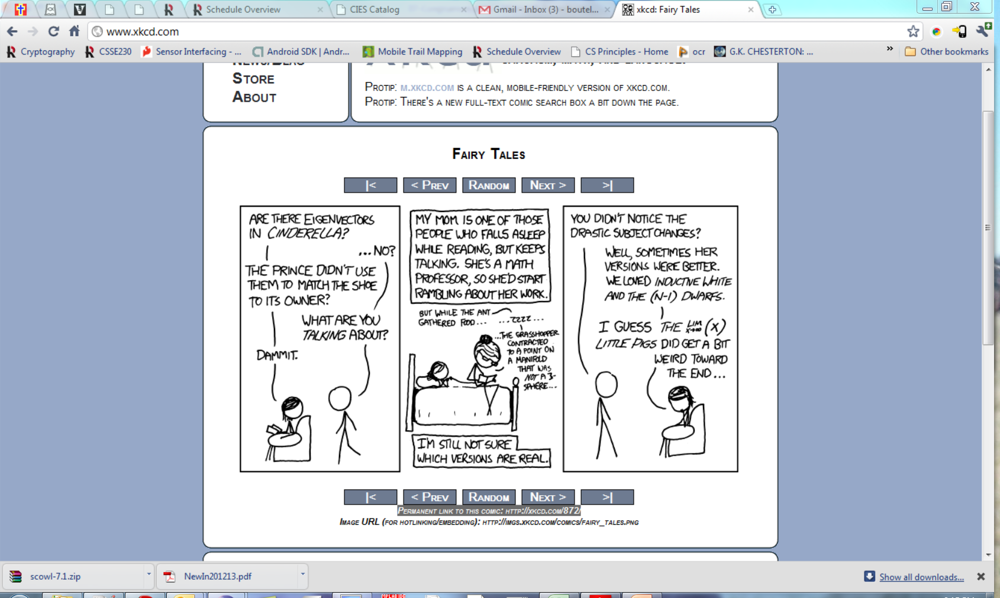 Schedule Overview
CIES Catalog
Gmail - Inbox (3) - boutel...
xkcd: Fairy Tales
www.xkcd.com
Cryptography
CSSE230
Sensor Interfacing - ...
Android SDK | Andr...
Mobile Trail Mapping
Schedule Overview
CS Principles - Home
ocr
G.K. CHESTERTON: ...
»
Other bookmarks
STORE
ABOUT
PROTIP: M.XKCD.COM IS A CLEAN, MOBILE-FRIENDLY VERSION OF XKCD.COM.
PROTIP: THERE'S A NEW FULL-TEXT COMIC SEARCH BOX A BIT DOWN THE PAGE.
FAIRY TALES
|<
< PREV
RANDOM
NEXT >
>|
ARE THERE EIGENVECTORS
IN CINDERELLA?
...NO?
THE PRINCE DIDN'T USE
THEM TO MATCH THE SHOE
TO ITS OWNER?
WHAT ARE YOU
TALKING ABOUT?
DAMMIT.
MY MOM IS ONE OF THOSE
PEOPLE WHO FALLS ASLEEP
WHILE READING, BUT KEEPS
TALKING. SHE'S A MATH
PROFESSOR, SO SHE'D START
RAMBLING ABOUT HER WORK.
BUT WHILE THE ANT
GATHERED FOOD...
...ZZZZ...
...THE GRASSHOPPER
CONTRACTED
TO A POINT ON
A MANIFOLD
THAT WAS
NOT A 3-
SPHERE...
I'M STILL NOT SURE
WHICH VERSIONS ARE REAL.
YOU DIDN'T NOTICE THE
DRASTIC SUBJECT CHANGES?
WELL, SOMETIMES HER
VERSIONS WERE BETTER.
WE LOVED INDUCTIVE WHITE
AND THE (N-1) DWARFS.
I GUESS THE LIM X→∞ (X)
LITTLE PIGS DID GET A BIT
WEIRD TOWARD
THE END...
|<
< PREV
RANDOM
NEXT >
>|
PERMANENT LINK TO THIS COMIC: HTTP://XKCD.COM/872/
IMAGE URL (FOR HOTLINKING/EMBEDDING): HTTP://IMGS.XKCD.COM/COMICS/FAIRY_TALES.PNG
scowl-7.1.zip
NewIn201213.pdf
Show all downloads...